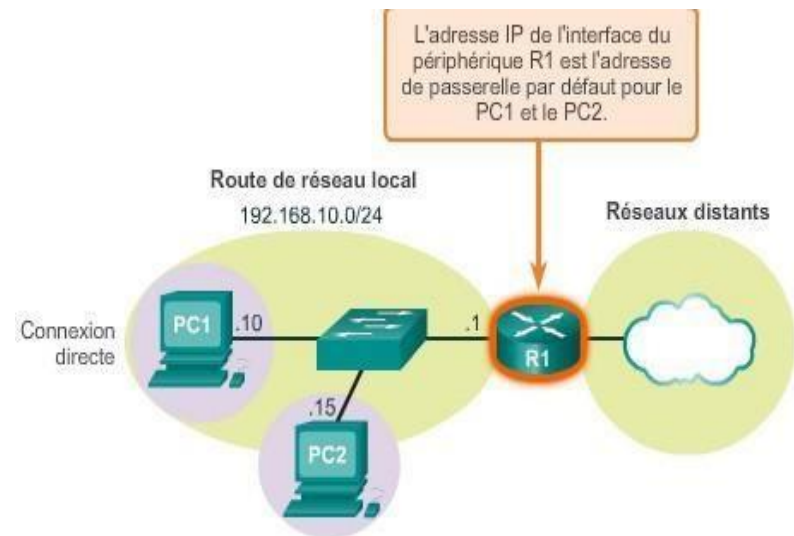 L'adresse IP de l'interface du
périphérique R1 est l'adresse
de passerelle par défaut pour le
PC1 et le PC2.
Route de réseau local
192.168.10.0/24
Réseaux distants
Connexion
directe
PC1
.10
.1
R1
.15
PC2